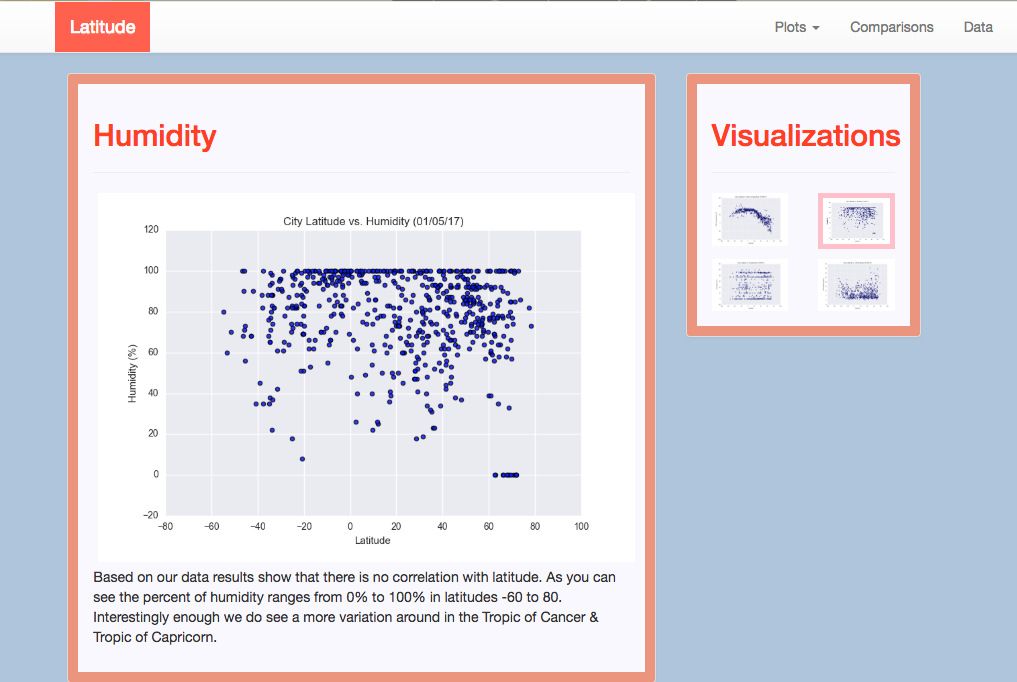 Latitude
Plots
Comparisons
Data
Humidity
Visualizations
City Latitude vs. Humidity (01/05/17)
120
100
80
60
40
20
0
−20
Humidity (%)
−80 −60 −40 −20 0 20 40 60 80 100
Latitude
Based on our data results show that there is no correlation with latitude. As you can
see the percent of humidity ranges from 0% to 100% in latitudes -60 to 80.
Interestingly enough we do see a more variation around in the Tropic of Cancer &
Tropic of Capricorn.